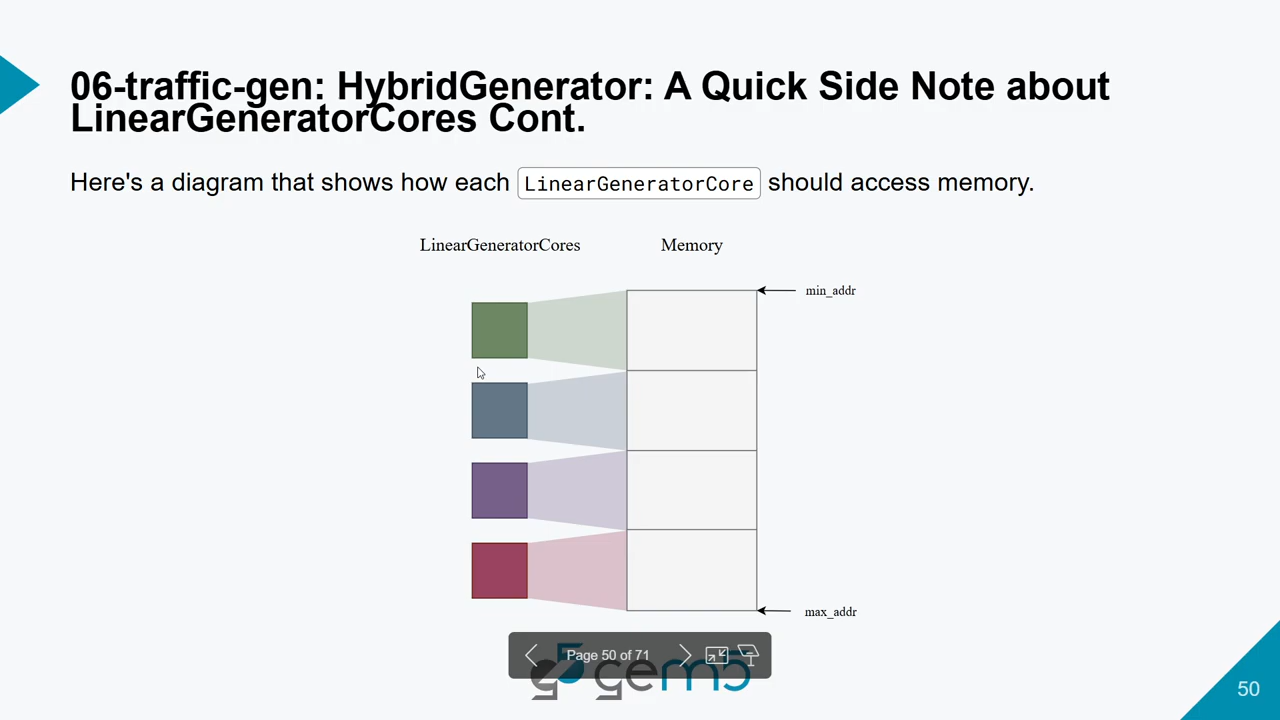 06-traffic-gen: HybridGenerator: A Quick Side Note about
LinearGeneratorCores Cont.
Here's a diagram that shows how each LinearGeneratorCore should access memory.
LinearGeneratorCores
Memory
min_addr
max_addr
Page 50 of 71
gem5
50